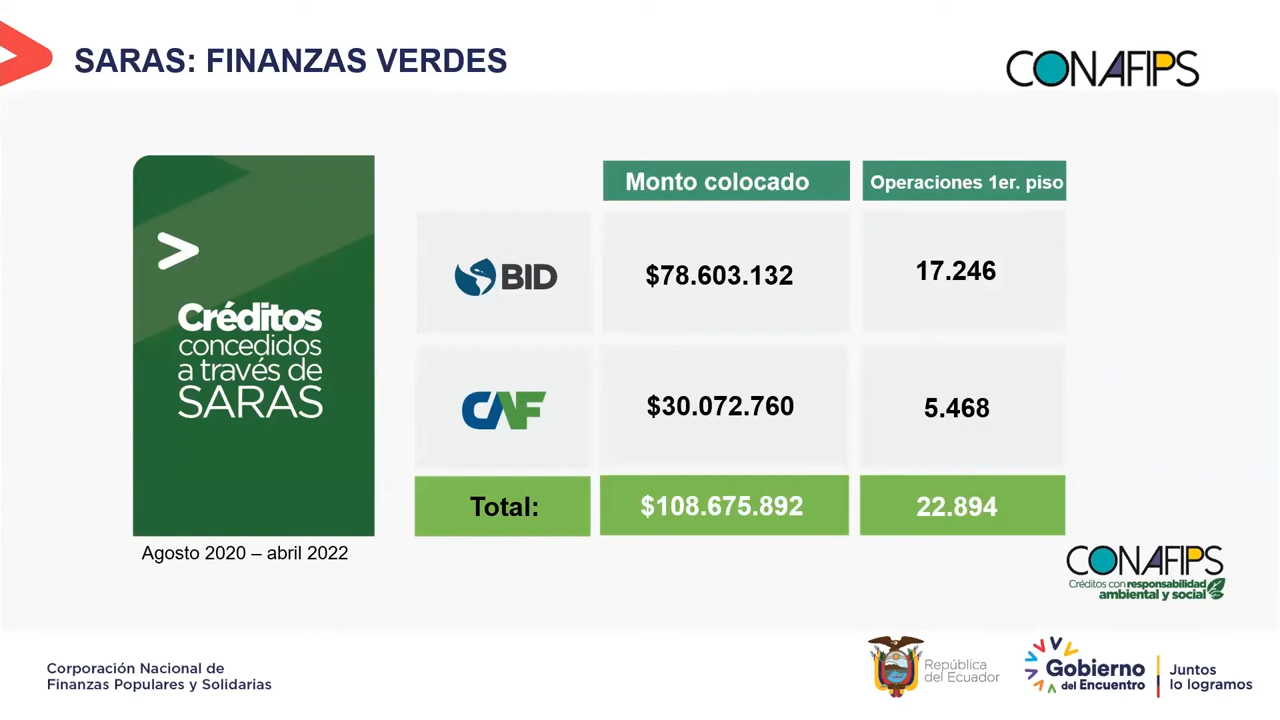 SARAS: FINANZAS VERDES
CONAFIPS
Monto colocado
Operaciones 1er. piso
Créditos
concedidos
a través de
SARAS
BID
$78.603.132
17.246
CAF
$30.072.760
5.468
Total:
$108.675.892
22.894
Agosto 2020 – abril 2022
CONAFIPS
Créditos con responsabilidad
ambiental y social
Corporación Nacional de
Finanzas Populares y Solidarias
República
del Ecuador
Gobierno
del Encuentro
Juntos
lo logramos